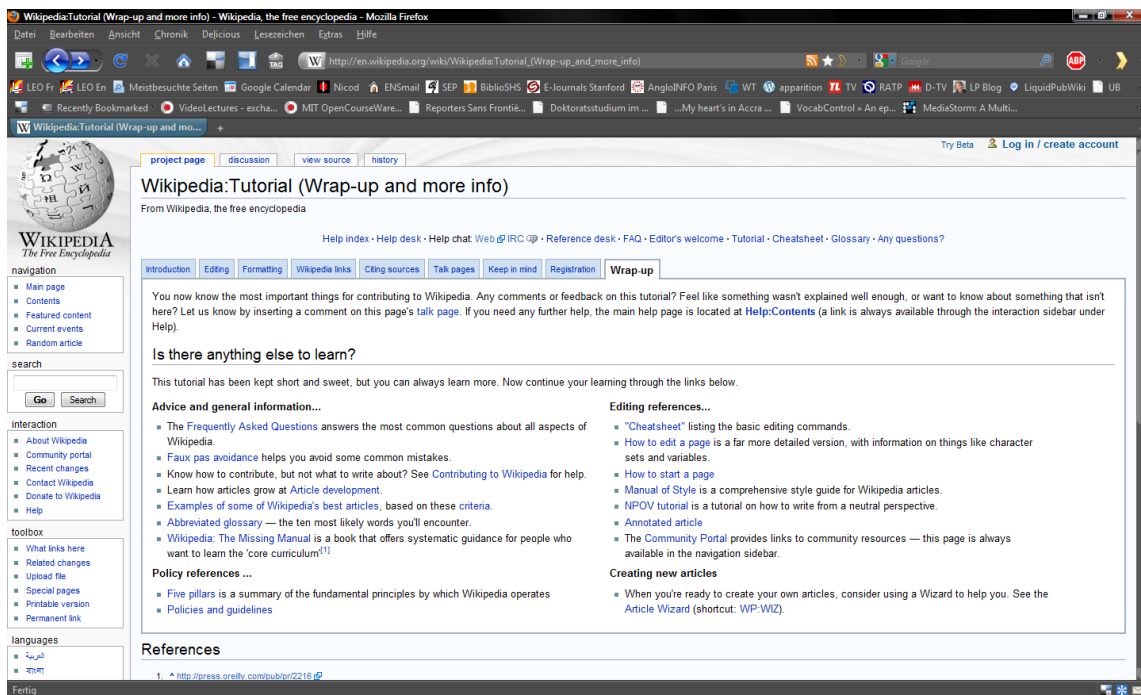 Wikipedia:Tutorial (Wrap-up and more info) - Wikipedia, the free encyclopedia - Mozilla Firefox
Datei Bearbeiten Ansicht Chronik Delicious Lesezeichen Extras Hilfe
TAG W http://en.wikipedia.org/wiki/Wikipedia:Tutorial_(Wrap-up_and_more_info) Google ABP
LEO Fr LEO En Meistbesuchte Seiten Google Calendar Nicod ENSmail SEP BiblioSHS E-Journals Stanford AngloINFO Paris WT apparition TV RATP D-TV LP Blog LiquidPubWiki UB
Recently Bookmarked VideoLectures - excha... MIT OpenCourseWare... Reporters Sans Frontiè... Doktoratsstudium im ... ...My heart's in Accra ... VocabControl » An ep... MediaStorm: A Multi...
W Wikipedia:Tutorial (Wrap-up and mo... +
Try Beta Log in / create account
project page discussion view source history
Wikipedia:Tutorial (Wrap-up and more info)
From Wikipedia, the free encyclopedia
WIKIPEDIA
The Free Encyclopedia
Help index • Help desk • Help chat: Web IRC • Reference desk • FAQ • Editor's welcome • Tutorial • Cheatsheet • Glossary • Any questions?
Introduction Editing Formatting Wikipedia links Citing sources Talk pages Keep in mind Registration Wrap-up
You now know the most important things for contributing to Wikipedia. Any comments or feedback on this tutorial? Feel like something wasn't explained well enough, or want to know about something that isn't
here? Let us know by inserting a comment on this page's talk page. If you need any further help, the main help page is located at Help:Contents (a link is always available through the interaction sidebar under
Help).
Is there anything else to learn?
This tutorial has been kept short and sweet, but you can always learn more. Now continue your learning through the links below.
Advice and general information...
The Frequently Asked Questions answers the most common questions about all aspects of
Wikipedia.
Faux pas avoidance helps you avoid some common mistakes.
Know how to contribute, but not what to write about? See Contributing to Wikipedia for help.
Learn how articles grow at Article development.
Examples of some of Wikipedia's best articles, based on these criteria.
Abbreviated glossary — the ten most likely words you'll encounter.
Wikipedia: The Missing Manual is a book that offers systematic guidance for people who
want to learn the 'core curriculum'[1]
Policy references ...
Five pillars is a summary of the fundamental principles by which Wikipedia operates
Policies and guidelines
Editing references...
"Cheatsheet" listing the basic editing commands.
How to edit a page is a far more detailed version, with information on things like character
sets and variables.
How to start a page
Manual of Style is a comprehensive style guide for Wikipedia articles.
NPOV tutorial is a tutorial on how to write from a neutral perspective.
Annotated article
The Community Portal provides links to community resources — this page is always
available in the navigation sidebar.
Creating new articles
When you're ready to create your own articles, consider using a Wizard to help you. See the
Article Wizard (shortcut: WP:WIZ).
References
1. ^ http://press.oreilly.com/pub/pr/2216
navigation
Main page
Contents
Featured content
Current events
Random article
search
Go Search
interaction
About Wikipedia
Community portal
Recent changes
Contact Wikipedia
Donate to Wikipedia
Help
toolbox
What links here
Related changes
Upload file
Special pages
Printable version
Permanent link
languages
العربية
বাংলা
Fertig